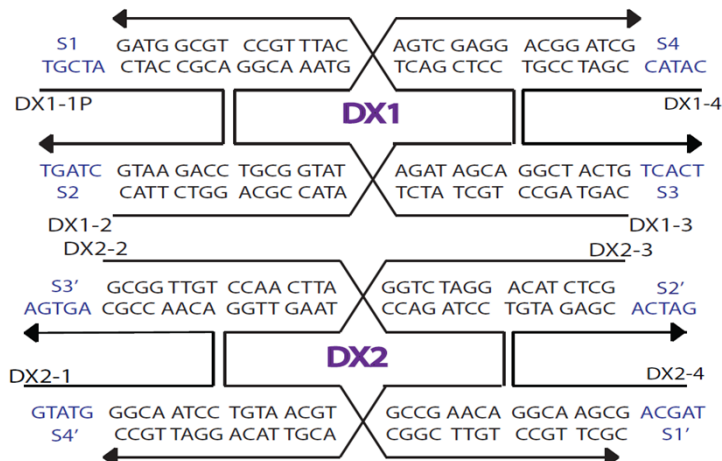 S1 GATG GCGT CCGT TTAC AGTC GAGG ACGG ATCG S4
TGCTA CTAC CGCA GGCA AATG TCAG CTCC TGCC TAGC CATAC
DX1-1P DX1-4
DX1
TGATC GTAA GACC TGCG GTAT AGAT AGCA GGCT ACTG TCACT
S2 CATT CTGG ACGC CATA TCTA TCGT CCGA TGAC S3
DX1-2 DX1-3
DX2-2 DX2-3
S3' GCGG TTGT CCAA CTTA GGTC TAGG ACAT CTCG S2'
AGTGA CGCC AACA GGTT GAAT CCAG ATCC TGTA GAGC ACTAG
DX2
DX2-1 DX2-4
GTATG GGCA ATCC TGTA ACGT GCCG AACA GGCA AGCG ACGAT
S4' CCGT TAGG ACAT TGCA CGGC TTGT CCGT TCGC S1'